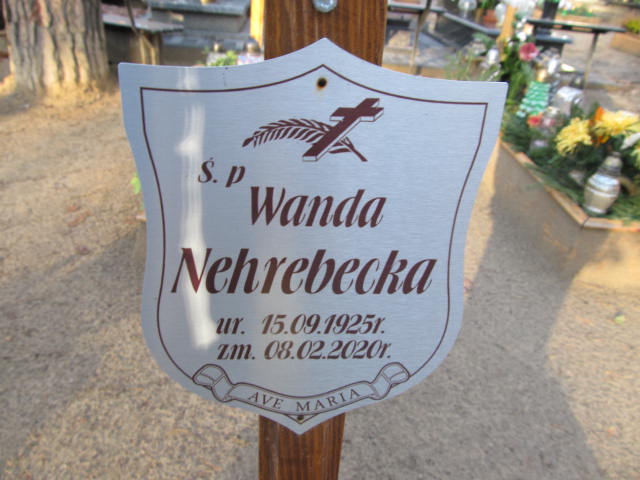 Ś. p
Wanda
Nehrebecka
ur. 15.09.1925r.
zm. 08.02.2020r.
AVE MARIA